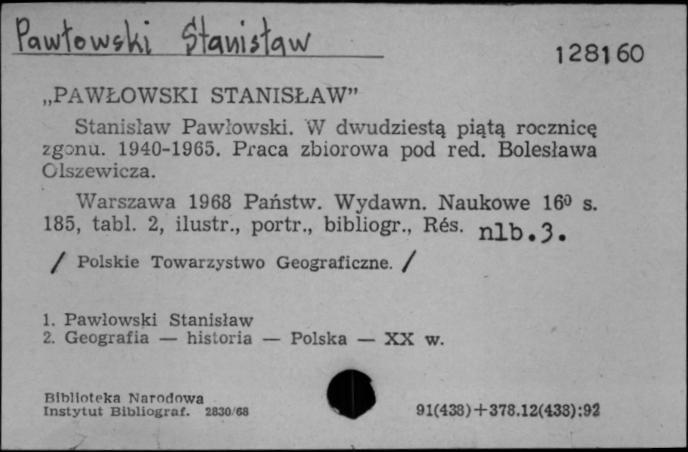 Pawłowski Stanisław
128160
„PAWŁOWSKI STANISŁAW”
Stanisław Pawłowski. W dwudziestą piątą rocznicę
zgonu. 1940-1965. Praca zbiorowa pod red. Bolesława
Olszewicza.
Warszawa 1968 Państw. Wydawn. Naukowe 16⁰ s.
185, tabl. 2, ilustr., portr., bibliogr., Rés. nlb.3.
/ Polskie Towarzystwo Geograficzne. /
1. Pawłowski Stanisław
2. Geografia — historia — Polska — XX w.
Biblioteka Narodowa
Instytut Bibliograf. 2830/68
91(438)+378.12(438):92